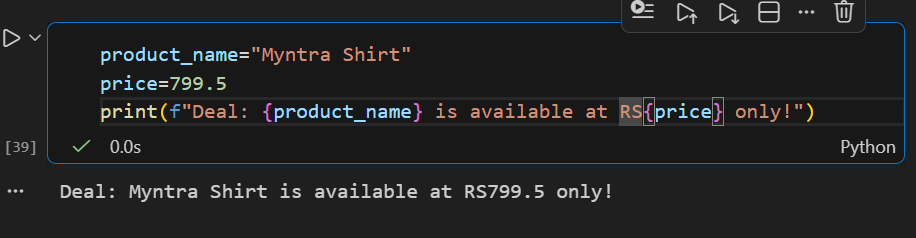 product_name="Myntra Shirt"
price=799.5
print(f"Deal: {product_name} is available at RS{price} only!")
[39]
0.0s
Python
Deal: Myntra Shirt is available at RS799.5 only!